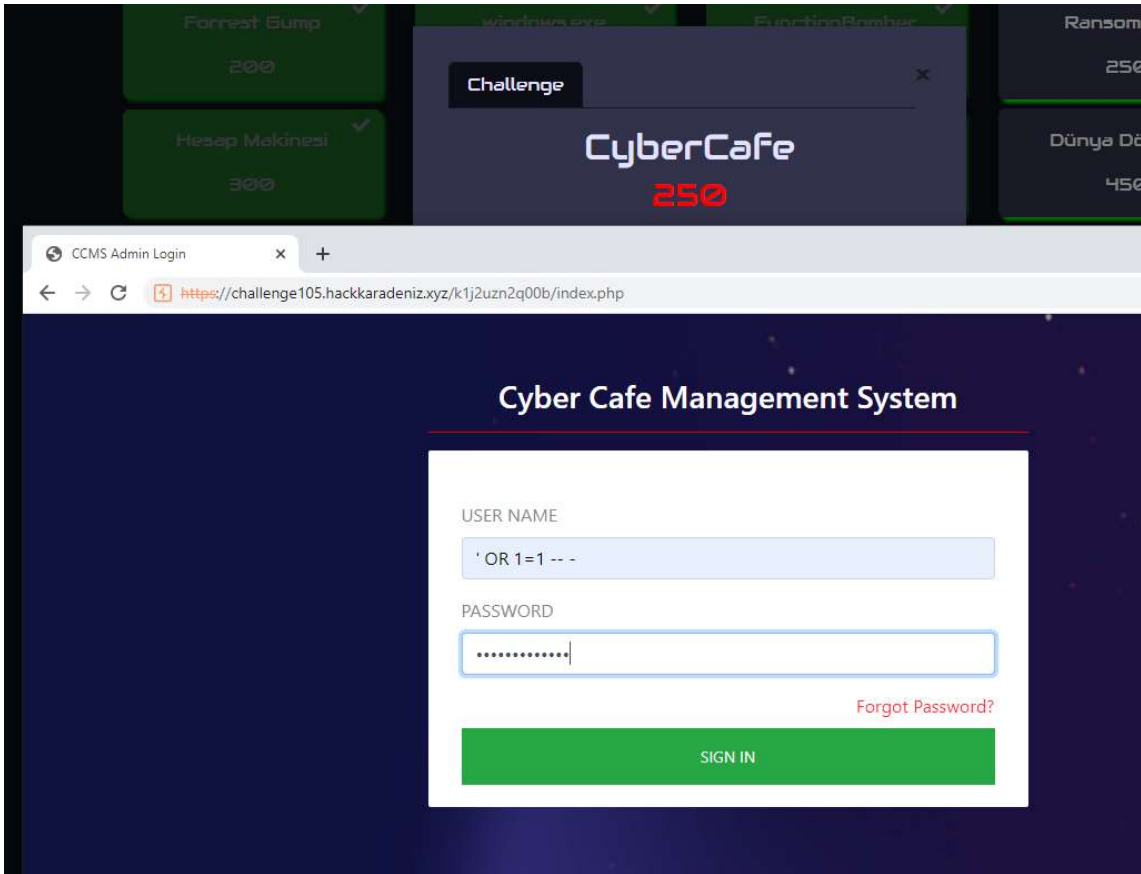 Forrest Gump
windows.exe
FunctionBomber
Ransom
200
250
Challenge
×
Hesap Makinesi
CyberCafe
Dünya Dö
300
250
450
CCMS Admin Login × +
https://challenge105.hackkaradeniz.xyz/k1j2uzn2q00b/index.php
Cyber Cafe Management System
USER NAME
' OR 1=1 -- -
PASSWORD
•••••••••••••
Forgot Password?
SIGN IN